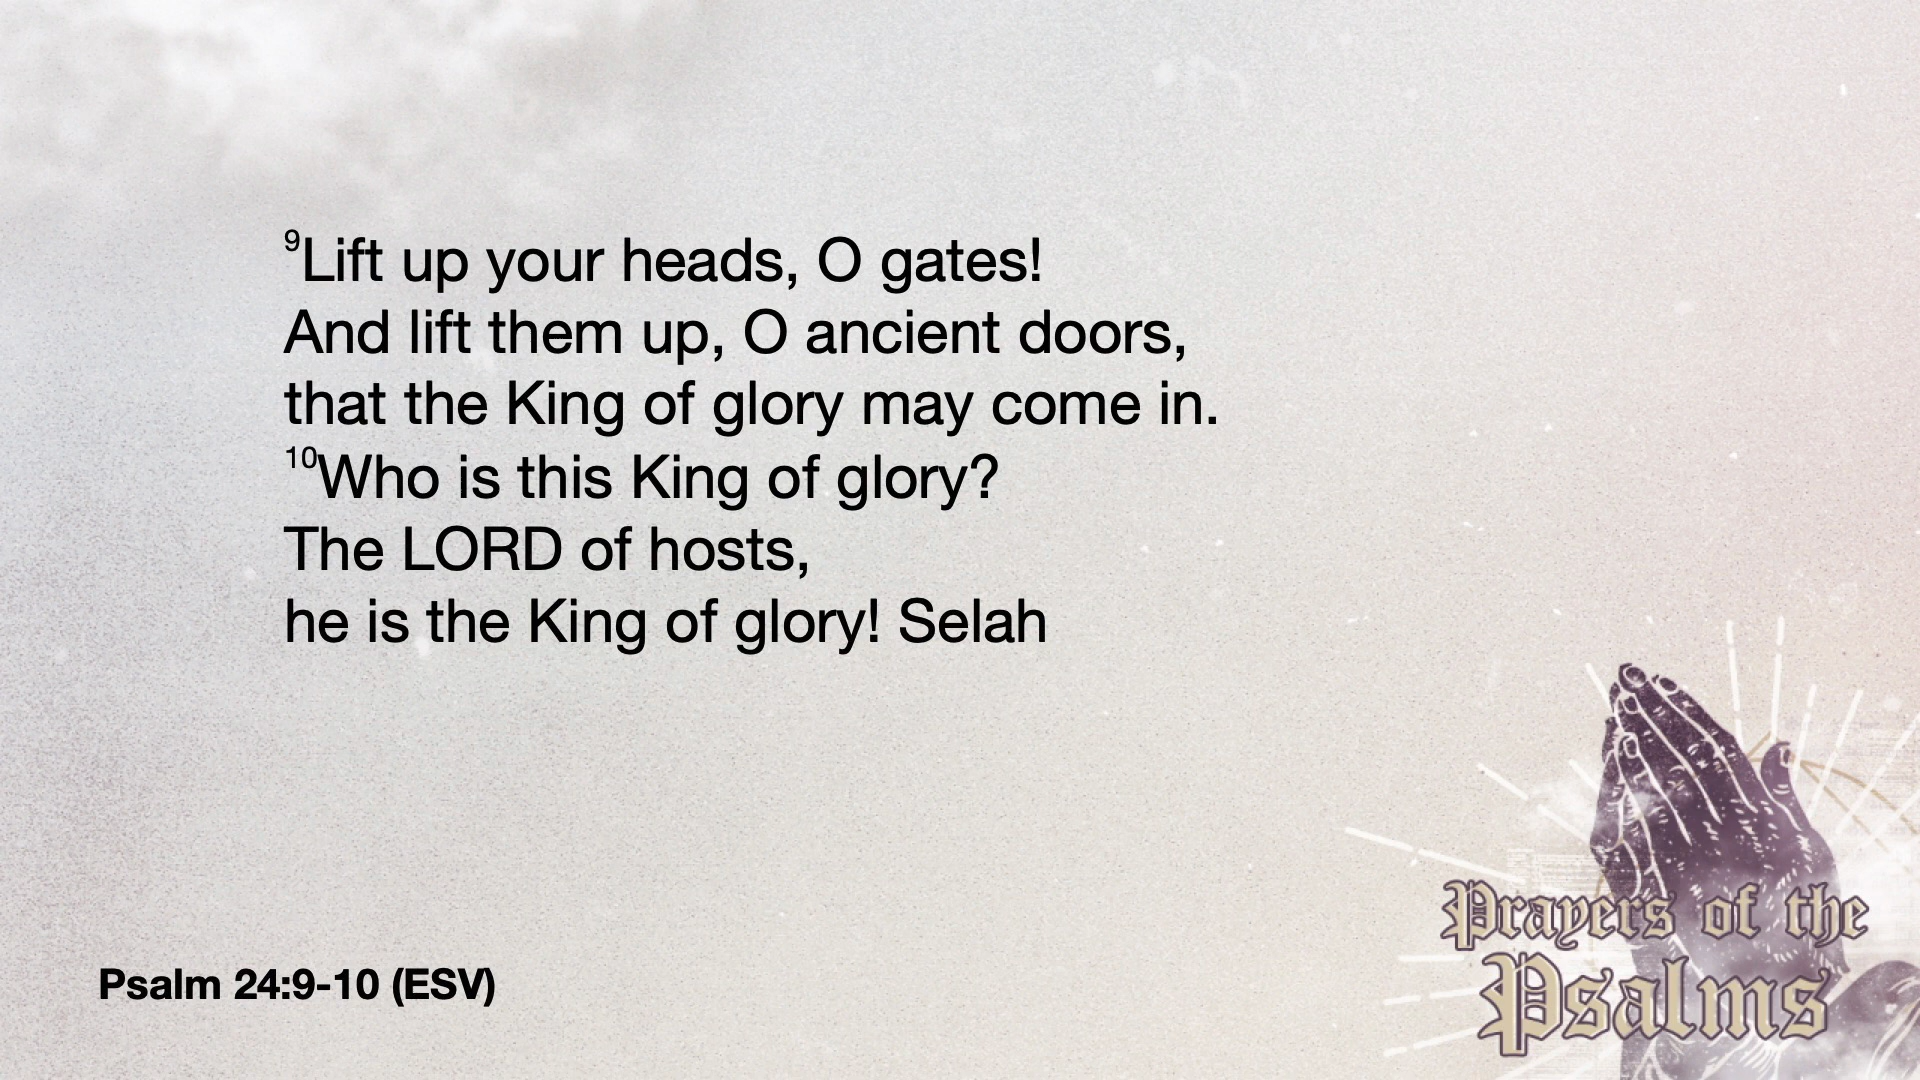 ⁹Lift up your heads, O gates!
And lift them up, O ancient doors,
that the King of glory may come in.
¹⁰Who is this King of glory?
The LORD of hosts,
he is the King of glory! Selah
Psalm 24:9-10 (ESV)
Prayers of the
Psalms